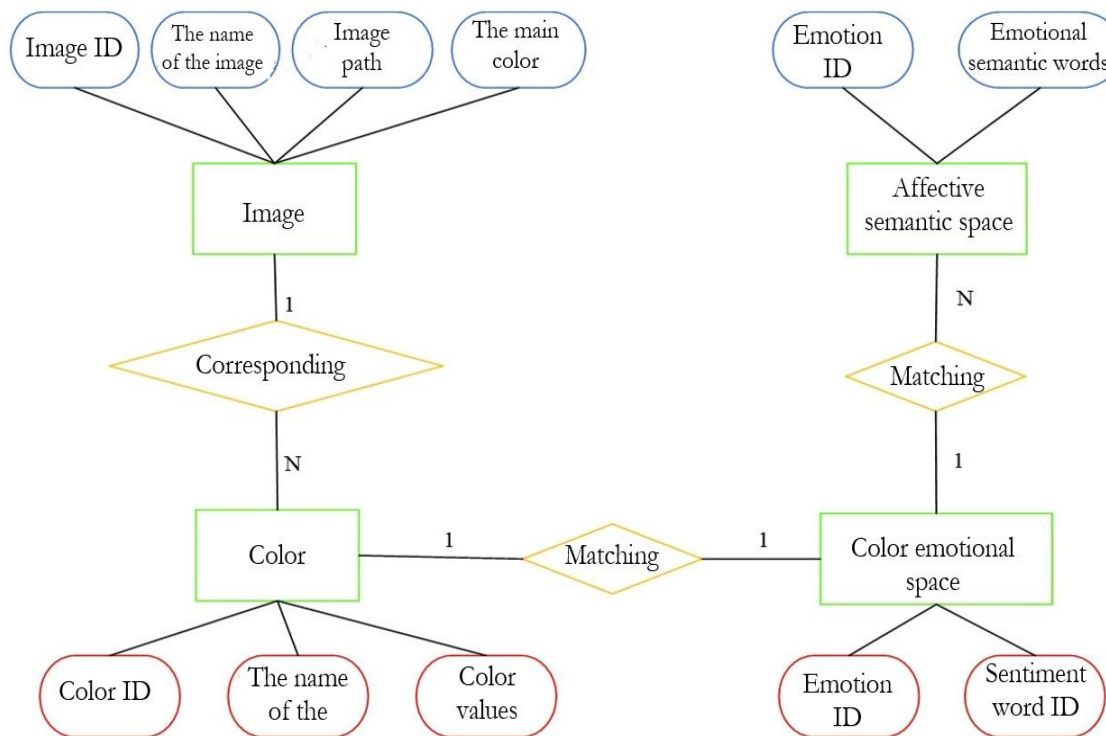 Image ID
The name
of the image
Image
path
The main
color
Emotion
ID
Emotional
semantic words
Image
Affective
semantic space
1
N
Corresponding
Matching
N
1
Color
1
Matching
1
Color emotional
space
Color ID
The name
of the
Color
values
Emotion
ID
Sentiment
word ID